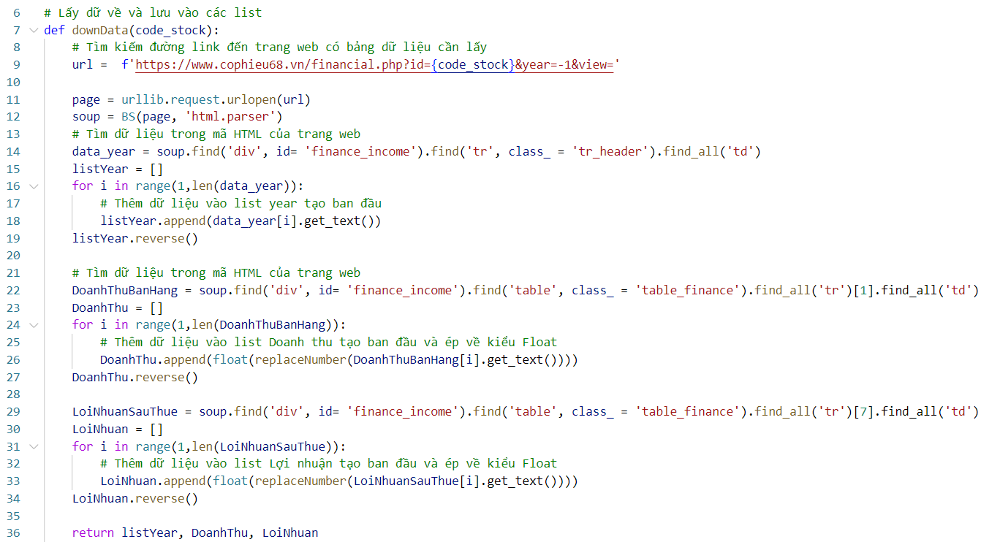 6 # Lấy dữ về và lưu vào các list
7 def downData(code_stock):
8 # Tìm kiếm đường link đến trang web có bảng dữ liệu cần lấy
9 url =  f'https://www.cophieu68.vn/financial.php?id={code_stock}&year=-1&view='
10
11 page = urllib.request.urlopen(url)
12 soup = BS(page, 'html.parser')
13 # Tìm dữ liệu trong mã HTML của trang web
14 data_year = soup.find('div', id= 'finance_income').find('tr', class_ = 'tr_header').find_all('td')
15 listYear = []
16 for i in range(1,len(data_year)):
17 # Thêm dữ liệu vào list year tạo ban đầu
18 listYear.append(data_year[i].get_text())
19 listYear.reverse()
20
21 # Tìm dữ liệu trong mã HTML của trang web
22 DoanhThuBanHang = soup.find('div', id= 'finance_income').find('table', class_ = 'table_finance').find_all('tr')[1].find_all('td')
23 DoanhThu = []
24 for i in range(1,len(DoanhThuBanHang)):
25 # Thêm dữ liệu vào list Doanh thu tạo ban đầu và ép về kiểu Float
26 DoanhThu.append(float(replaceNumber(DoanhThuBanHang[i].get_text())))
27 DoanhThu.reverse()
28
29 LoiNhuanSauThue = soup.find('div', id= 'finance_income').find('table', class_ = 'table_finance').find_all('tr')[7].find_all('td')
30 LoiNhuan = []
31 for i in range(1,len(LoiNhuanSauThue)):
32 # Thêm dữ liệu vào list Lợi nhuận tạo ban đầu và ép về kiểu Float
33 LoiNhuan.append(float(replaceNumber(LoiNhuanSauThue[i].get_text())))
34 LoiNhuan.reverse()
35
36 return listYear, DoanhThu, LoiNhuan